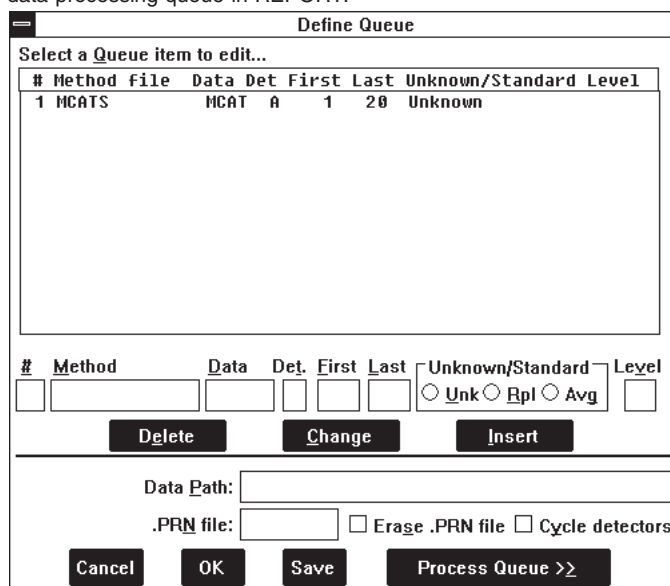 data processing queue in REPORT.
Define Queue
Select a Queue item to edit...
# Method file Data Det First Last Unknown/Standard Level
1 MCATS MCAT A 1 20 Unknown
# Method Data Det. First Last Unknown/Standard Level
Unk Rpl Avg
Delete Change Insert
Data Path:
.PRN file: Erase .PRN file Cycle detectors
Cancel OK Save Process Queue >>